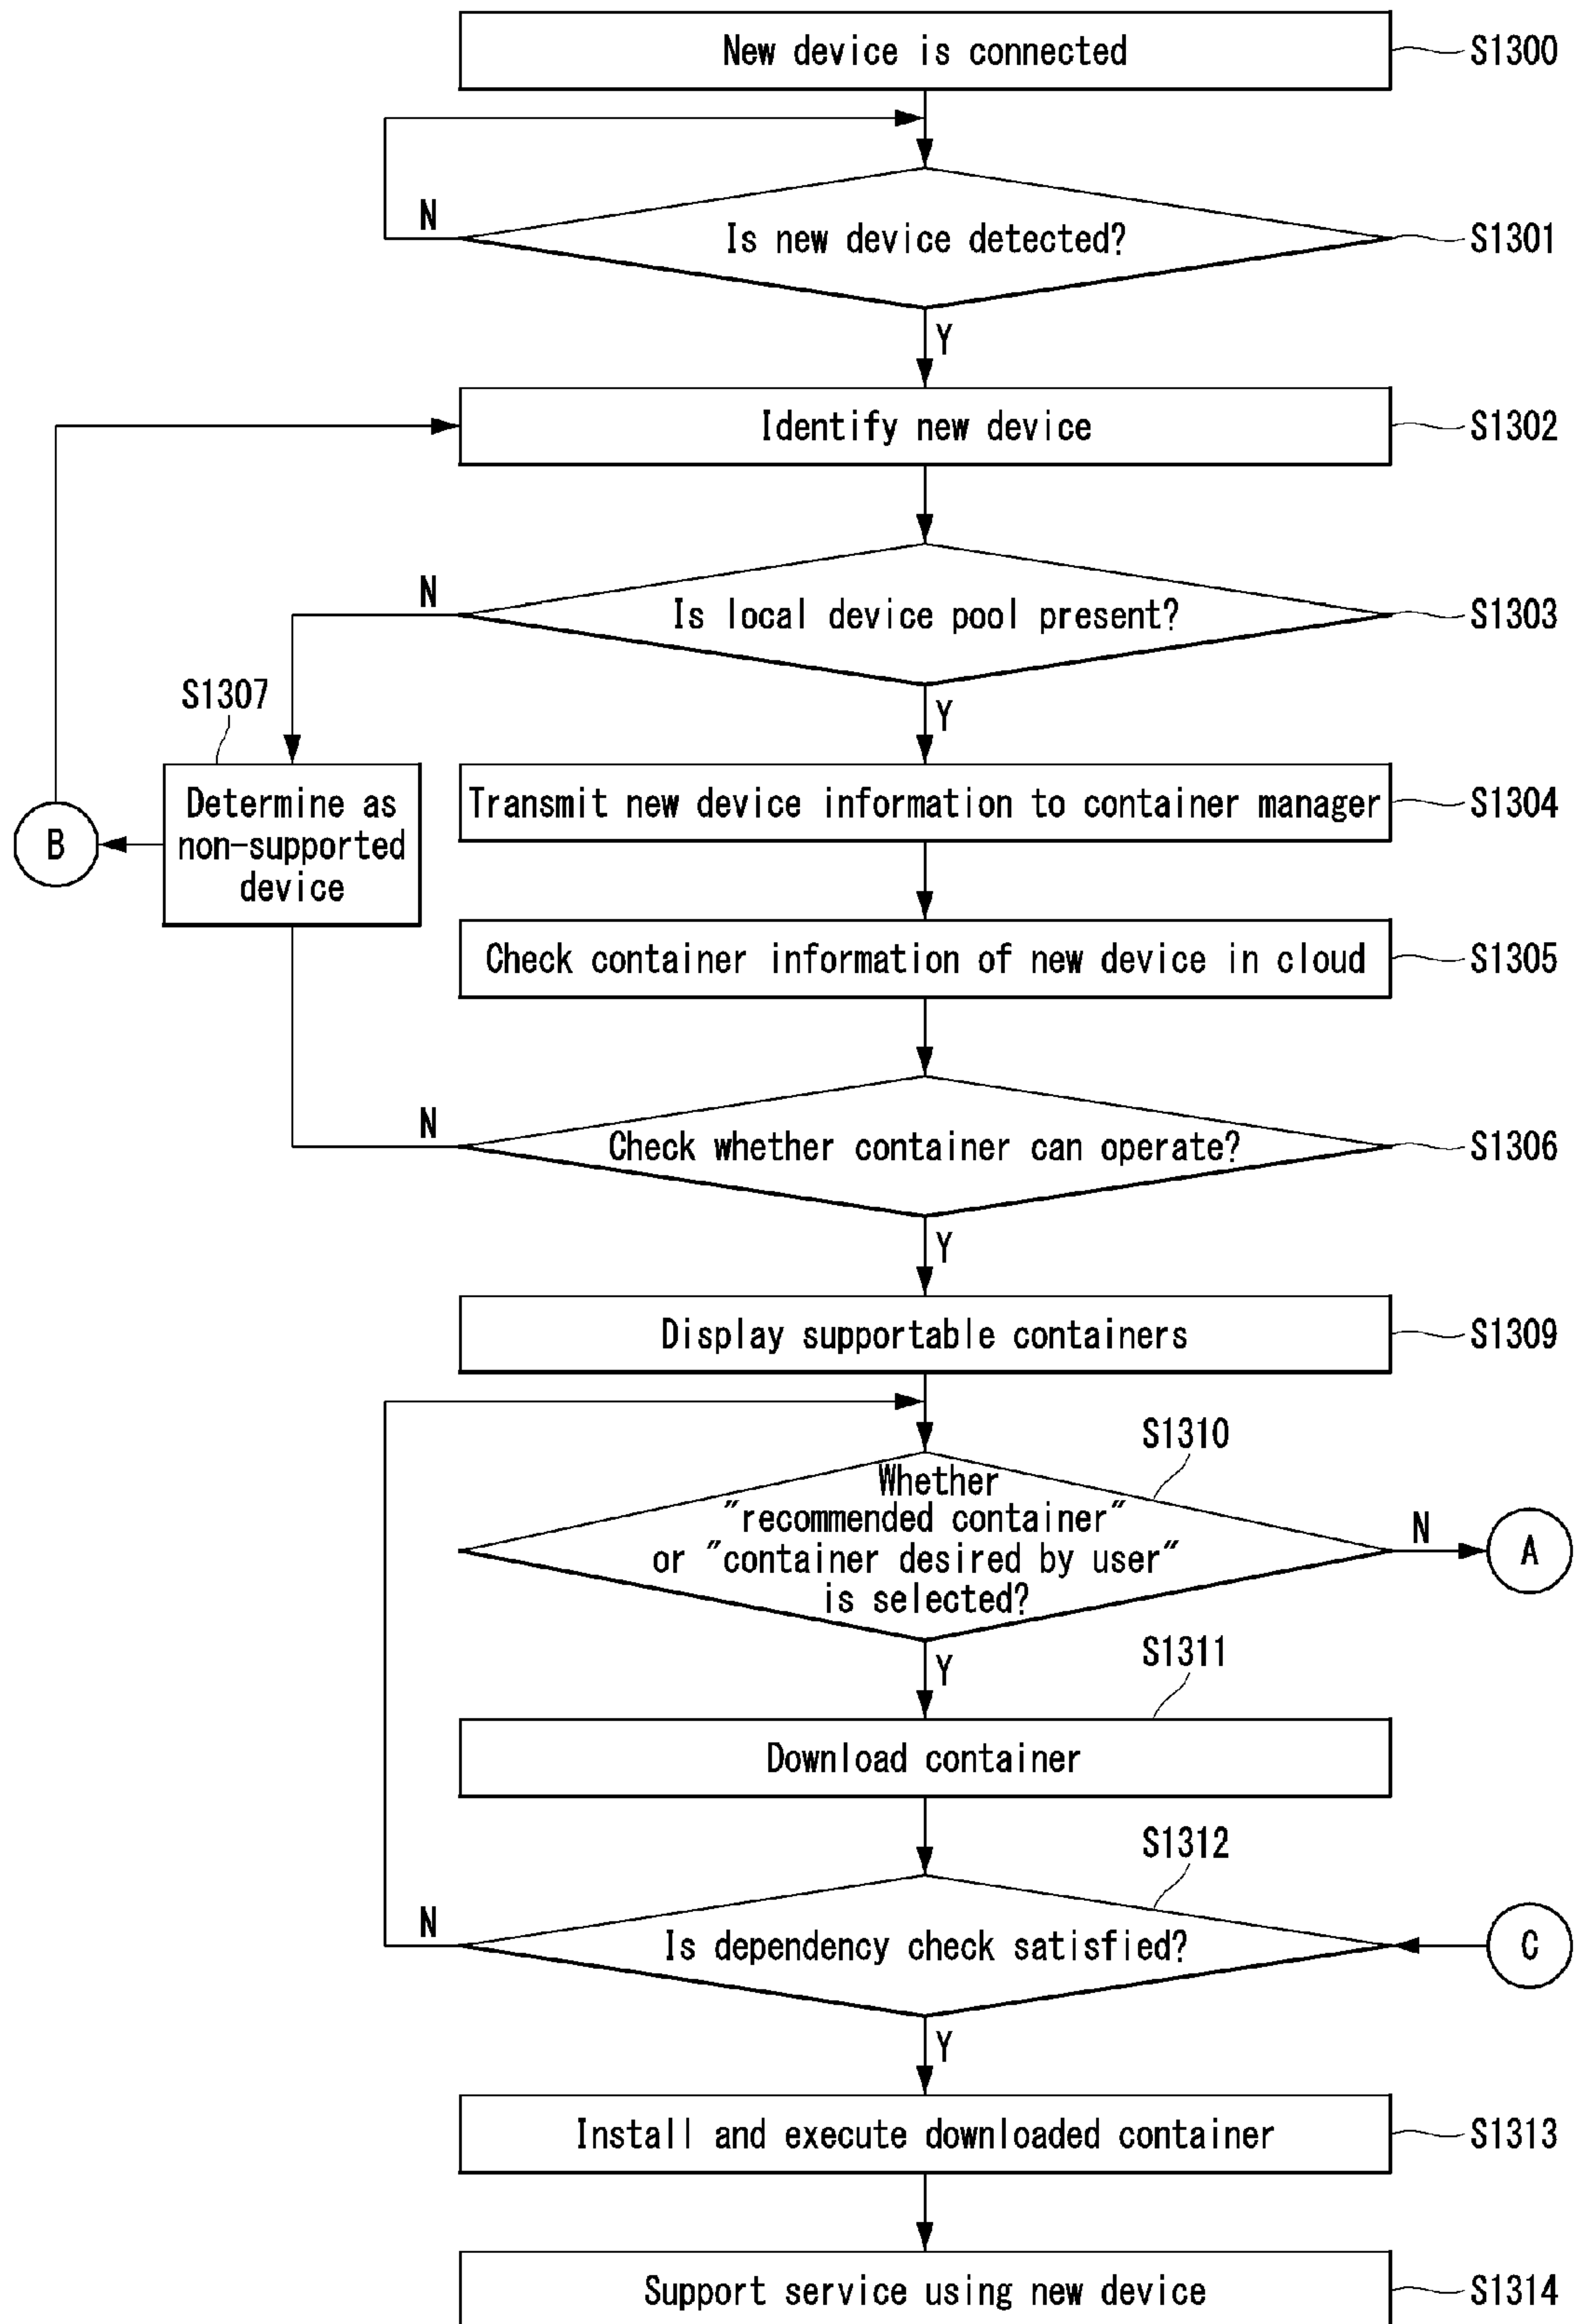 New device is connected
S1300
N
Is new device detected?
S1301
Y
Identify new device
S1302
N
Is local device pool present?
S1303
S1307
Y
Determine as
non-supported
device
B
Transmit new device information to container manager
S1304
Check container information of new device in cloud
S1305
N
Check whether container can operate?
S1306
Y
Display supportable containers
S1309
S1310
Whether
"recommended container"
or "container desired by user"
is selected?
N
A
Y
S1311
Download container
S1312
N
Is dependency check satisfied?
C
Y
Install and execute downloaded container
S1313
Support service using new device
S1314